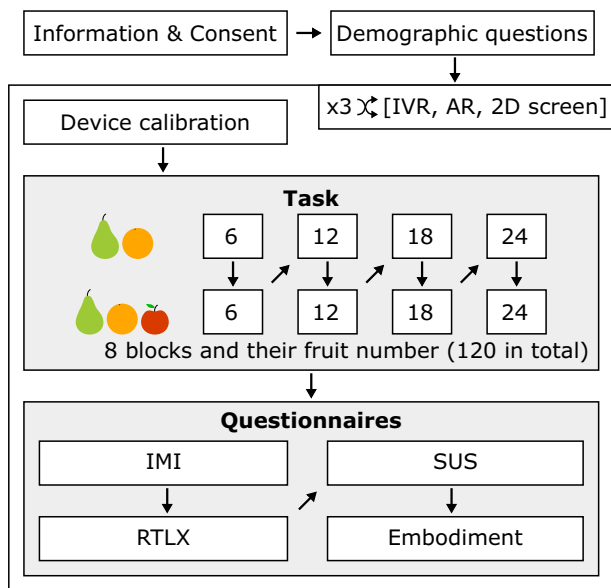 Information & Consent
Demographic questions
x3 [IVR, AR, 2D screen]
Device calibration
Task
6 12 18 24
6 12 18 24
8 blocks and their fruit number (120 in total)
Questionnaires
IMI
SUS
RTLX
Embodiment